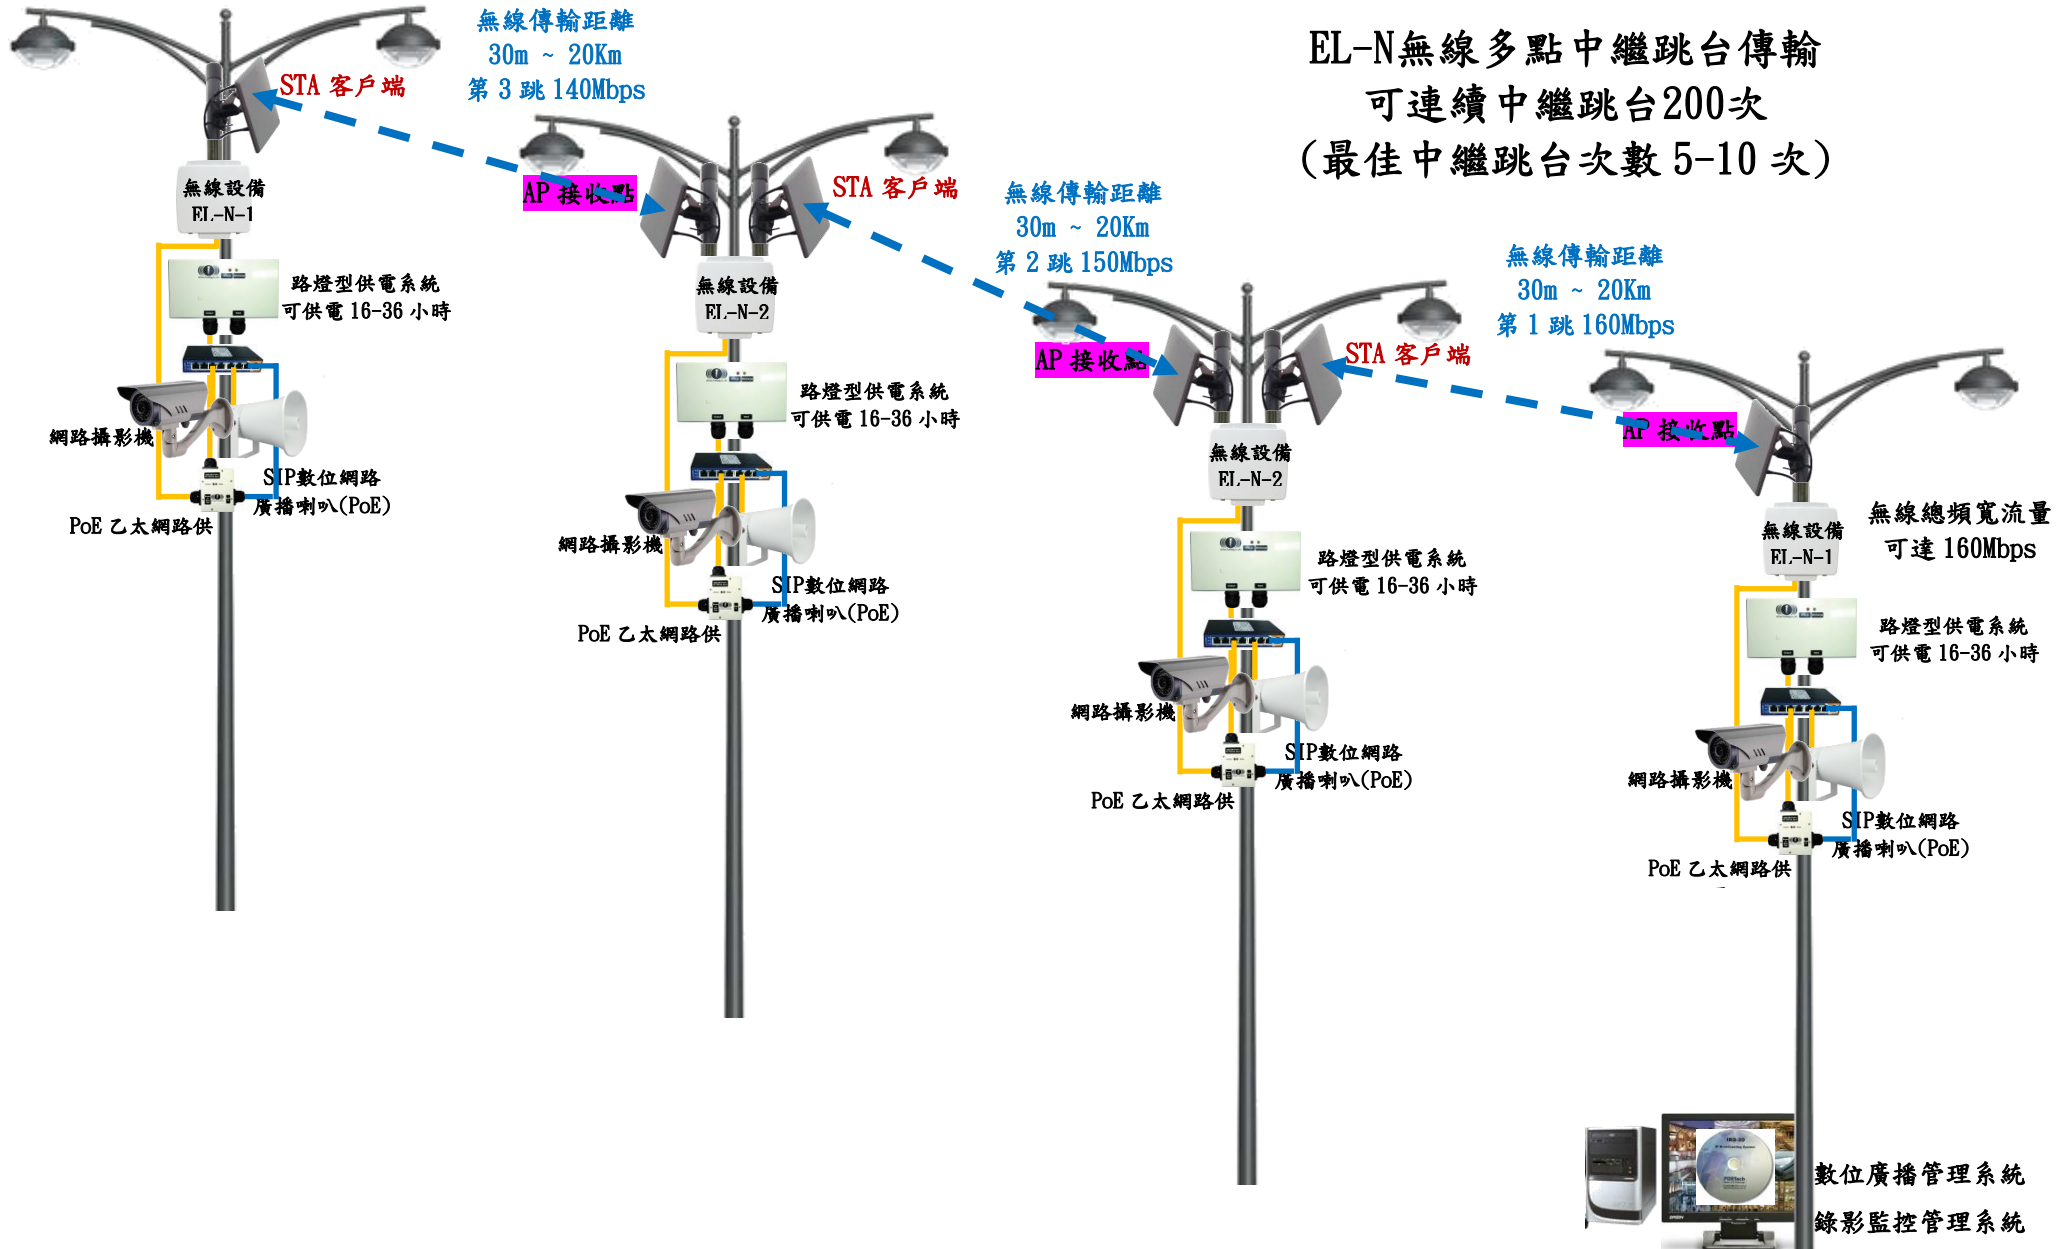 EL-N無線多點中繼跳台傳輸
可連續中繼跳台200次
(最佳中繼跳台次數 5-10 次)
無線傳輸距離
30m ~ 20Km
第 3 跳 140Mbps
STA 客戶端
AP 接收點
無線設備
EL-N-1
路燈型供電系統
可供電 16-36 小時
網路攝影機
SIP數位網路
廣播喇叭(PoE)
PoE 乙太網路供
無線傳輸距離
30m ~ 20Km
第 2 跳 150Mbps
STA 客戶端
AP 接收點
無線設備
EL-N-2
路燈型供電系統
可供電 16-36 小時
網路攝影機
SIP數位網路
廣播喇叭(PoE)
PoE 乙太網路供
無線傳輸距離
30m ~ 20Km
第 1 跳 160Mbps
STA 客戶端
AP 接收點
無線設備
EL-N-2
路燈型供電系統
可供電 16-36 小時
網路攝影機
SIP數位網路
廣播喇叭(PoE)
PoE 乙太網路供
無線設備
EL-N-1
無線總頻寬流量
可達 160Mbps
路燈型供電系統
可供電 16-36 小時
網路攝影機
SIP數位網路
廣播喇叭(PoE)
PoE 乙太網路供
數位廣播管理系統
錄影監控管理系統